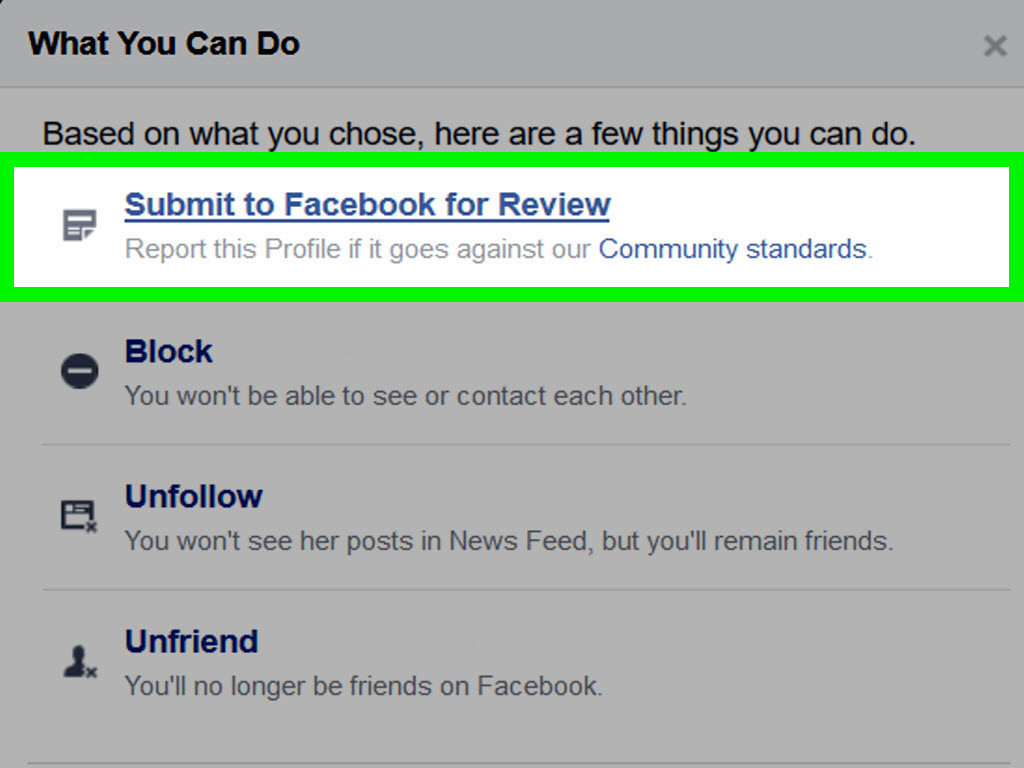 What You Can Do
Based on what you chose, here are a few things you can do.
Submit to Facebook for Review
Report this Profile if it goes against our Community standards.
Block
You won't be able to see or contact each other.
Unfollow
You won't see her posts in News Feed, but you'll remain friends.
Unfriend
You'll no longer be friends on Facebook.